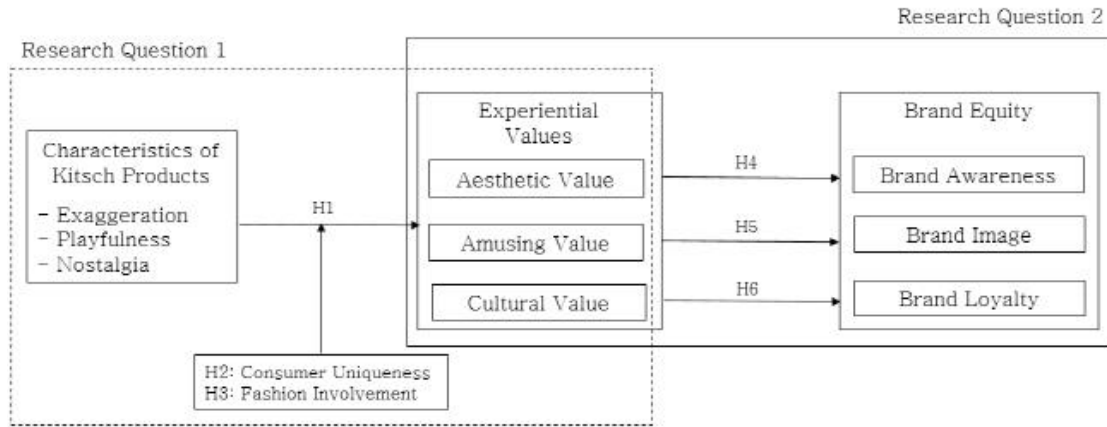 Research Question 2
Research Question 1
Characteristics of
Kitsch Products
- Exaggeration
- Playfulness
- Nostalgia
H1
H2: Consumer Uniqueness
H3: Fashion Involvement
Experiential
Values
Aesthetic Value
Amusing Value
Cultural Value
H4
H5
H6
Brand Equity
Brand Awareness
Brand Image
Brand Loyalty